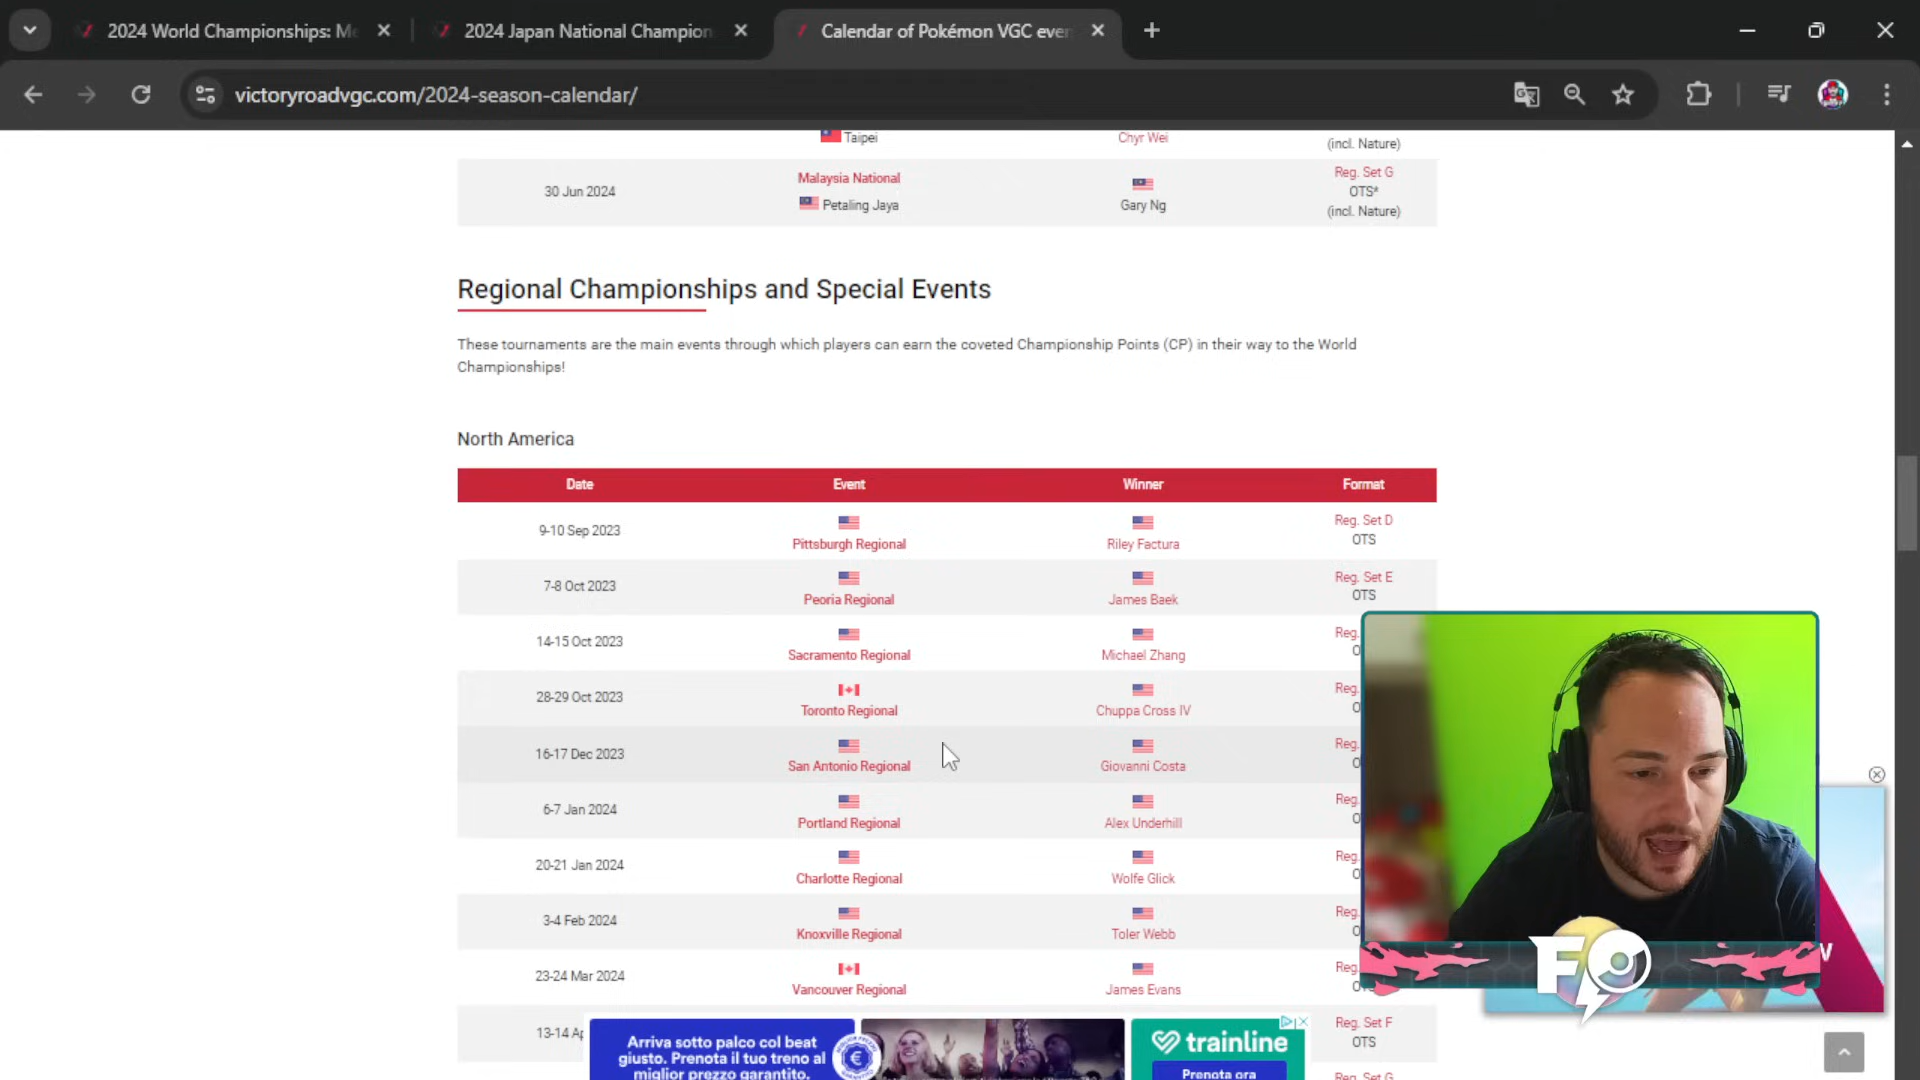 2024 World Championships: Me
2024 Japan National Champion
Calendar of Pokémon VGC even
victoryroadvgc.com/2024-season-calendar/
Taipei
Chyr Wei
(incl. Nature)
30 Jun 2024
Malaysia National
Petaling Jaya
Gary Ng
Reg. Set G
OTS*
(incl. Nature)
Regional Championships and Special Events
These tournaments are the main events through which players can earn the coveted Championship Points (CP) in their way to the World
Championships!
North America
Date Event Winner Format
9-10 Sep 2023
Pittsburgh Regional
Riley Factura
Reg. Set D
OTS
7-8 Oct 2023
Peoria Regional
James Baek
Reg. Set E
OTS
14-15 Oct 2023
Sacramento Regional
Michael Zhang
Reg.
28-29 Oct 2023
Toronto Regional
Chuppa Cross IV
Reg.
16-17 Dec 2023
San Antonio Regional
Giovanni Costa
Reg.
6-7 Jan 2024
Portland Regional
Alex Underhill
Reg.
20-21 Jan 2024
Charlotte Regional
Wolfe Glick
Reg.
3-4 Feb 2024
Knoxville Regional
Toler Webb
Reg.
23-24 Mar 2024
Vancouver Regional
James Evans
Reg.
13-14 Ap
Reg. Set F
OTS
Arriva sotto palco col beat
giusto. Prenota il tuo treno al
miglior prezzo garantito.
trainline
Prenota ora
Reg. Set G